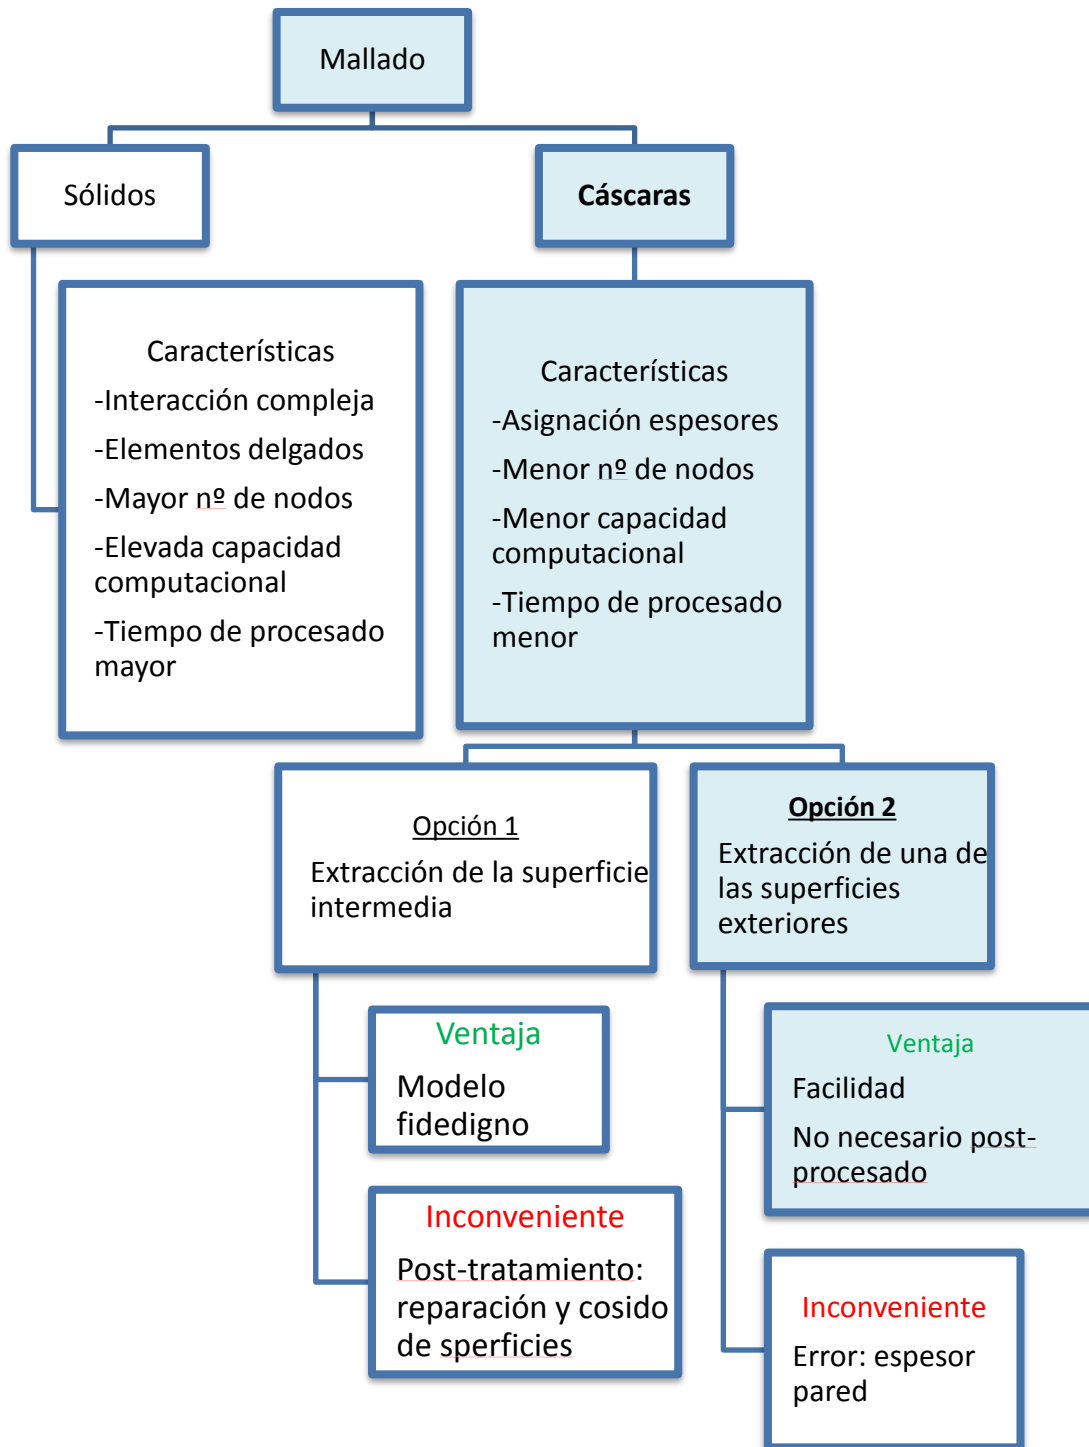 Mallado
Sólidos
Cáscaras
Características
-Interacción compleja
-Elementos delgados
-Mayor nº de nodos
-Elevada capacidad
computacional
-Tiempo de procesado
mayor
Características
-Asignación espesores
-Menor nº de nodos
-Menor capacidad
computacional
-Tiempo de procesado
menor
Opción 1
Extracción de la superficie
intermedia
Opción 2
Extracción de una de
las superficies
exteriores
Ventaja
Modelo
fidedigno
Inconveniente
Post-tratamiento:
reparación y cosido
de sperficies
Ventaja
Facilidad
No necesario post-
procesado
Inconveniente
Error: espesor
pared